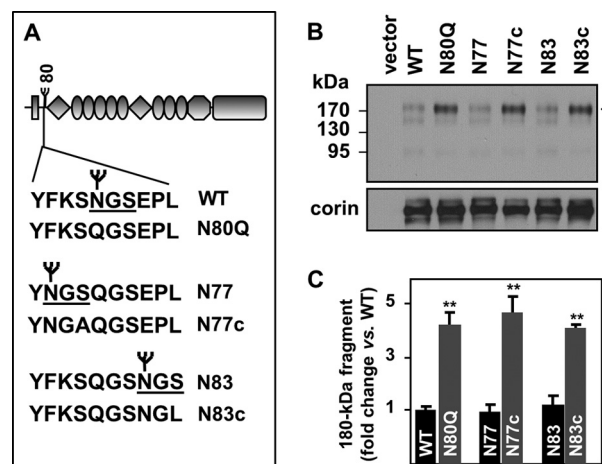 A
80
YFKSNGSEPL WT
YFKSQGSEPL N80Q
YNGSQGSEPL N77
YNGAQGSEPL N77c
YFKSQGSNGS N83
YFKSQGSNGL N83c
B
vector WT N80Q N77 N77c N83 N83c
kDa
170
130
95
corin
C
180-kDa fragment
(fold change vs. WT)
5
3
1
** ** **
WT N80Q N77 N77c N83 N83c